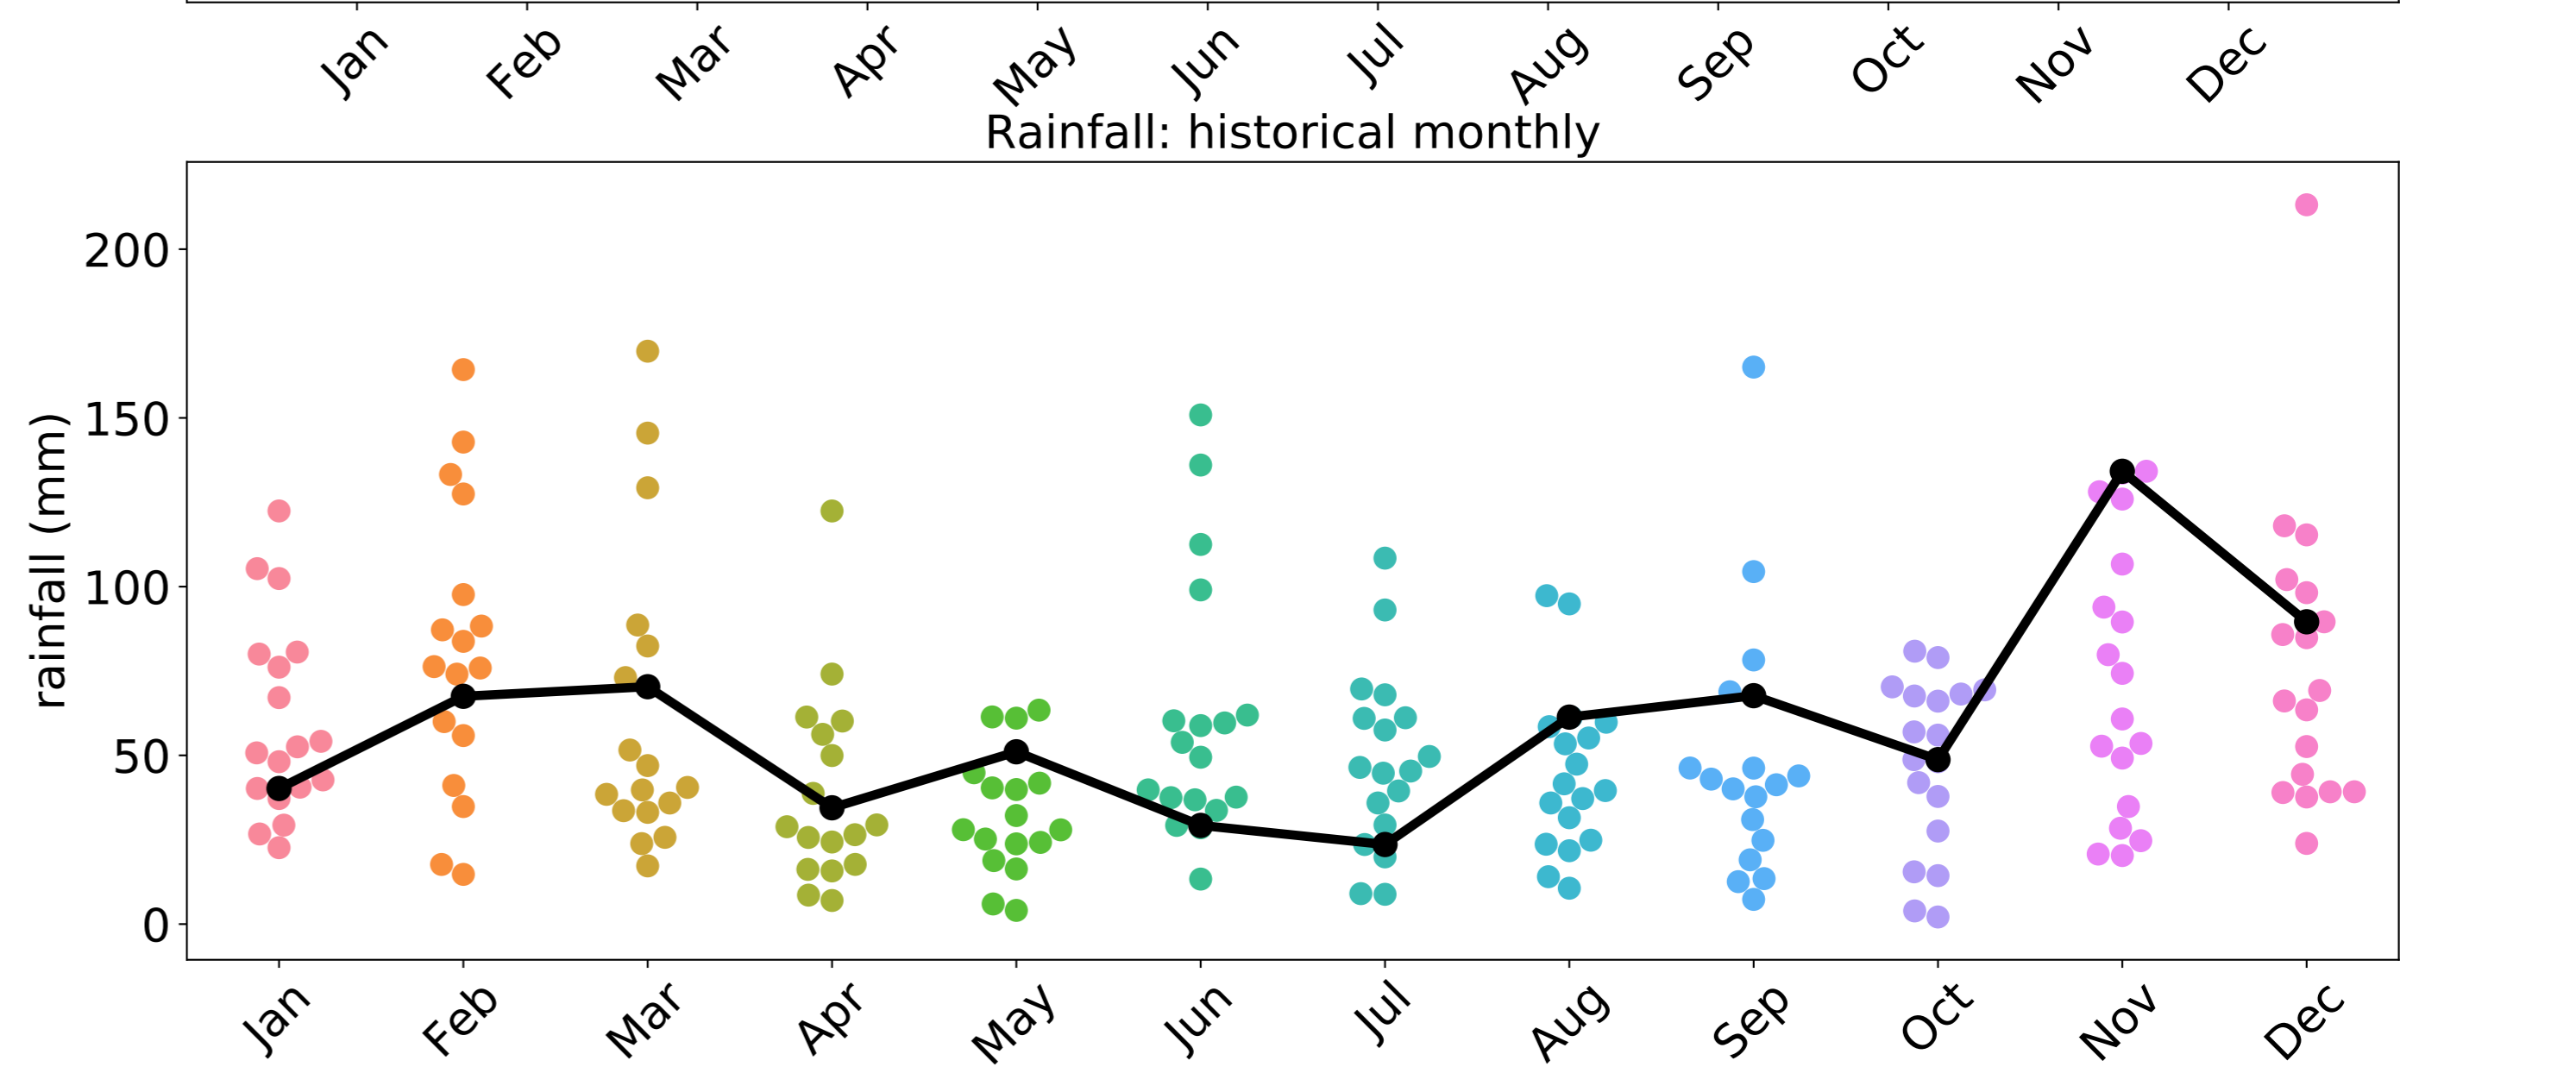 Jan Feb Mar Apr May Jun Jul Aug Sep Oct Nov Dec
Rainfall: historical monthly
rainfall (mm)
200
150
100
50
0
Jan Feb Mar Apr May Jun Jul Aug Sep Oct Nov Dec